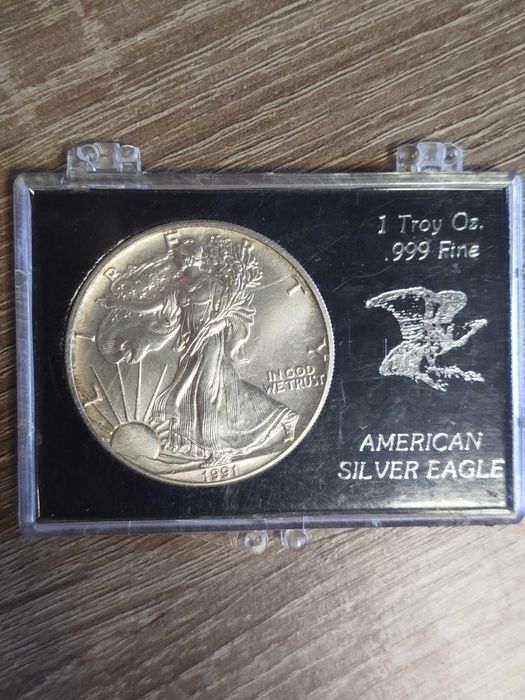 LIBERTY
IN GOD
WE TRUST
1991
1 Troy Oz.
.999 Fine
AMERICAN
SILVER EAGLE